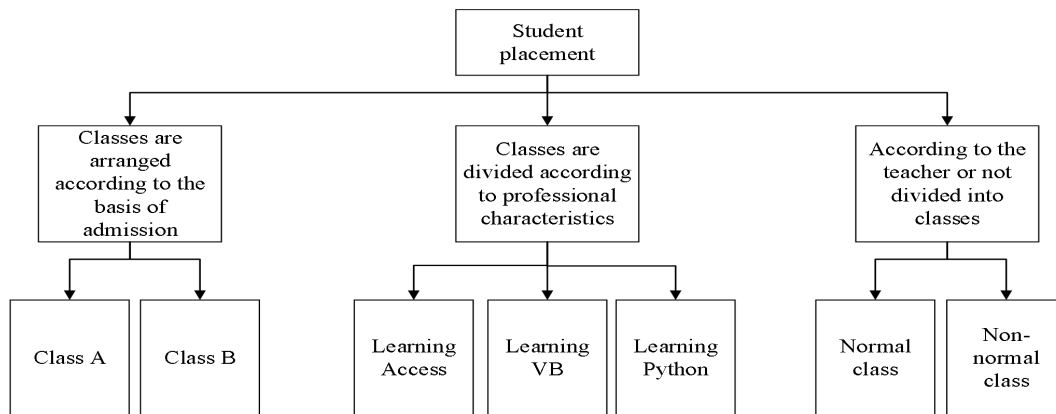 Student
placement
Classes are
arranged
according to the
basis of
admission
Classes are
divided according
to professional
characteristics
According to the
teacher or not
divided into
classes
Class A
Class B
Learning
Access
Learning
VB
Learning
Python
Normal
class
Non-
normal
class